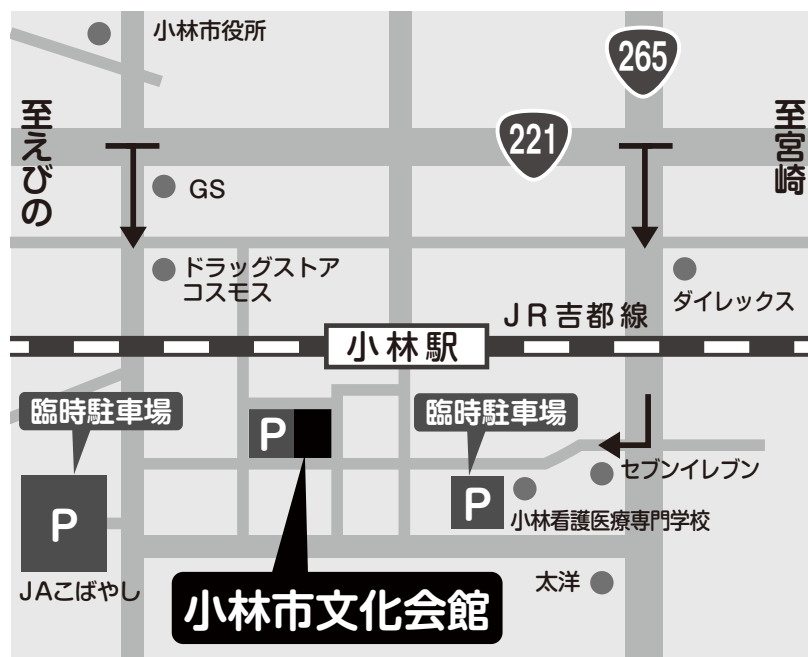 小林市役所
265
至えびの
至宮崎
221
GS
ドラッグストア
コスモス
ダイレックス
JR吉都線
小林駅
臨時駐車場
臨時駐車場
P
セブンイレブン
P
P
小林看護医療専門学校
JAこばやし
太洋
小林市文化会館